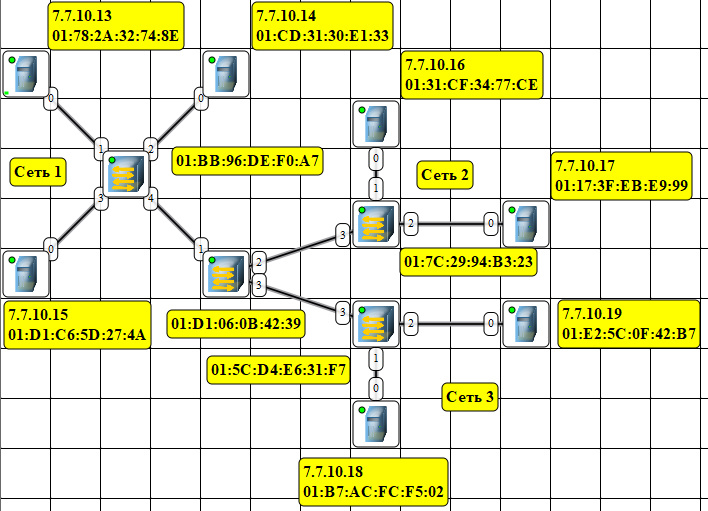 7.7.10.13
01:78:2A:32:74:8E
7.7.10.14
01:CD:31:30:E1:33
7.7.10.16
01:31:CF:34:77:CE
0
0
1
2
01:BB:96:DE:F0:A7
0
Сеть 1
Сеть 2
7.7.10.17
01:17:3F:EB:E9:99
1
3
4
3
2
0
0
1
2
3
01:7C:29:94:B3:23
7.7.10.15
01:D1:C6:5D:27:4A
01:D1:06:0B:42:39
3
2
0
7.7.10.19
01:E2:5C:0F:42:B7
01:5C:D4:E6:31:F7
1
0
Сеть 3
7.7.10.18
01:B7:AC:FC:F5:02